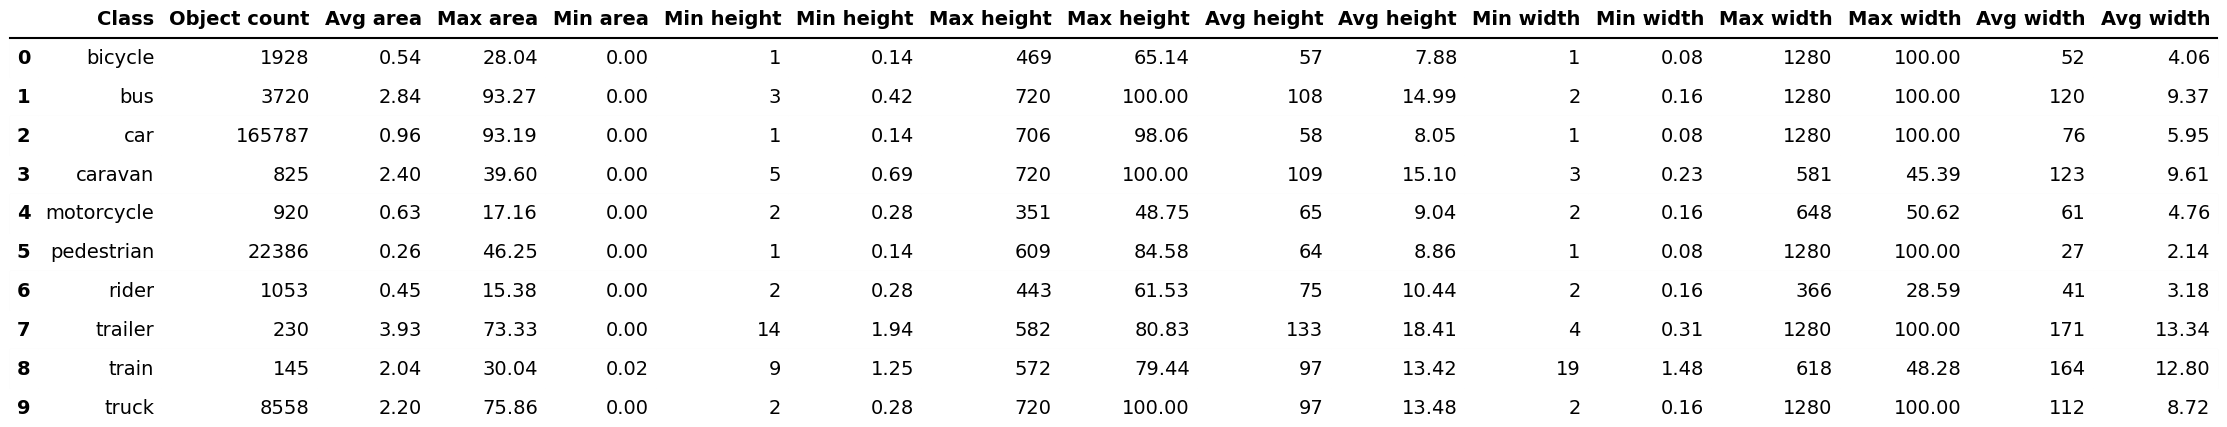 Class Object count Avg area Max area Min area Min height Min height Max height Max height Avg height Avg height Min width Min width Max width Max width Avg width Avg width
0 bicycle 1928 0.54 28.04 0.00 1 0.14 469 65.14 57 7.88 1 0.08 1280 100.00 52 4.06
1 bus 3720 2.84 93.27 0.00 3 0.42 720 100.00 108 14.99 2 0.16 1280 100.00 120 9.37
2 car 165787 0.96 93.19 0.00 1 0.14 706 98.06 58 8.05 1 0.08 1280 100.00 76 5.95
3 caravan 825 2.40 39.60 0.00 5 0.69 720 100.00 109 15.10 3 0.23 581 45.39 123 9.61
4 motorcycle 920 0.63 17.16 0.00 2 0.28 351 48.75 65 9.04 2 0.16 648 50.62 61 4.76
5 pedestrian 22386 0.26 46.25 0.00 1 0.14 609 84.58 64 8.86 1 0.08 1280 100.00 27 2.14
6 rider 1053 0.45 15.38 0.00 2 0.28 443 61.53 75 10.44 2 0.16 366 28.59 41 3.18
7 trailer 230 3.93 73.33 0.00 14 1.94 582 80.83 133 18.41 4 0.31 1280 100.00 171 13.34
8 train 145 2.04 30.04 0.02 9 1.25 572 79.44 97 13.42 19 1.48 618 48.28 164 12.80
9 truck 8558 2.20 75.86 0.00 2 0.28 720 100.00 97 13.48 2 0.16 1280 100.00 112 8.72